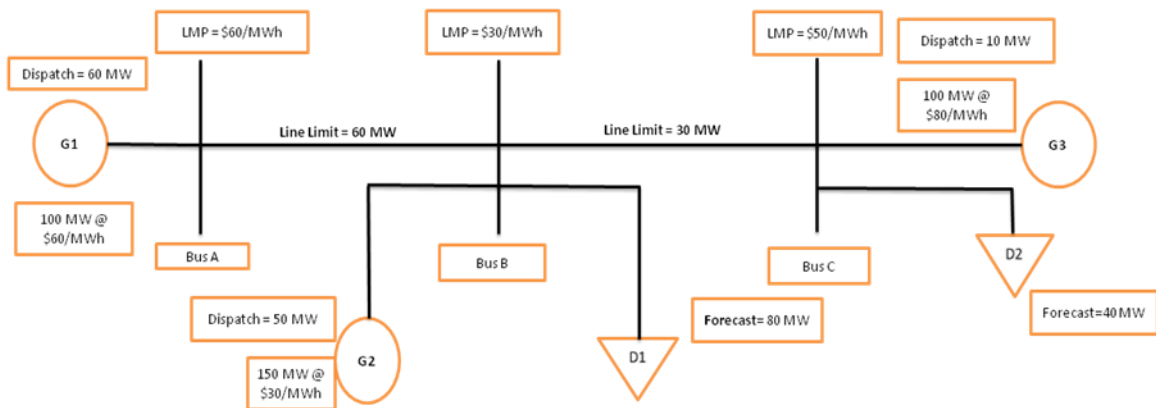 LMP = $60/MWh
LMP = $30/MWh
LMP = $50/MWh
Dispatch = 10 MW
Dispatch = 60 MW
100 MW @
$80/MWh
Line Limit = 60 MW
Line Limit = 30 MW
G1
G3
100 MW @
$60/MWh
Bus A
Bus B
Bus C
D2
Dispatch = 50 MW
Forecast= 80 MW
Forecast=40 MW
G2
D1
150 MW @
$30/MWh